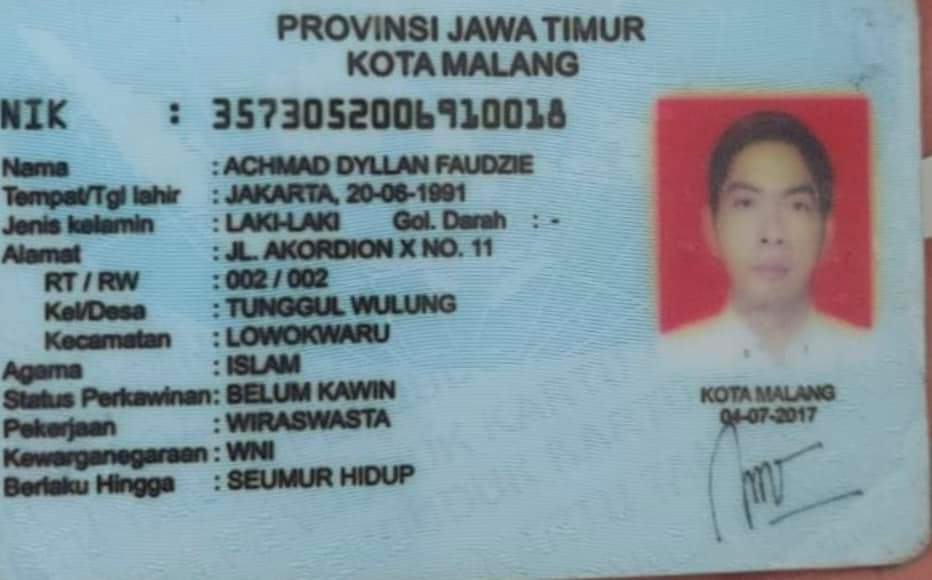 PROVINSI JAWA TIMUR
KOTA MALANG
NIK : 3573052006910018
Nama : ACHMAD DYLLAN FAUDZIE
Tempat/Tgl lahir : JAKARTA, 20-06-1991
Jenis kelamin : LAKI-LAKI Gol. Darah : -
Alamat : JL. AKORDION X NO. 11
RT / RW : 002 / 002
Kel/Desa : TUNGGUL WULUNG
Kecamatan : LOWOKWARU
Agama : ISLAM
Status Perkawinan: BELUM KAWIN
Pekerjaan : WIRASWASTA
Kewarganegaraan : WNI
Berlaku Hingga : SEUMUR HIDUP
KOTA MALANG
04-07-2017